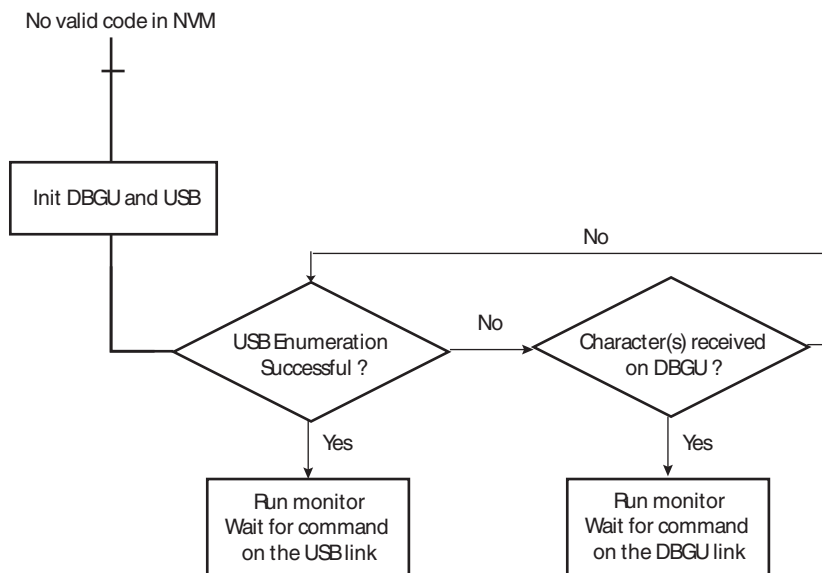 No valid code in NVM
Init DBGU and USB
No
USB Enumeration
Successful ?
No
Character(s) received
on DBGU ?
Yes
Yes
Run monitor
Wait for command
on the USB link
Run monitor
Wait for command
on the DBGU link